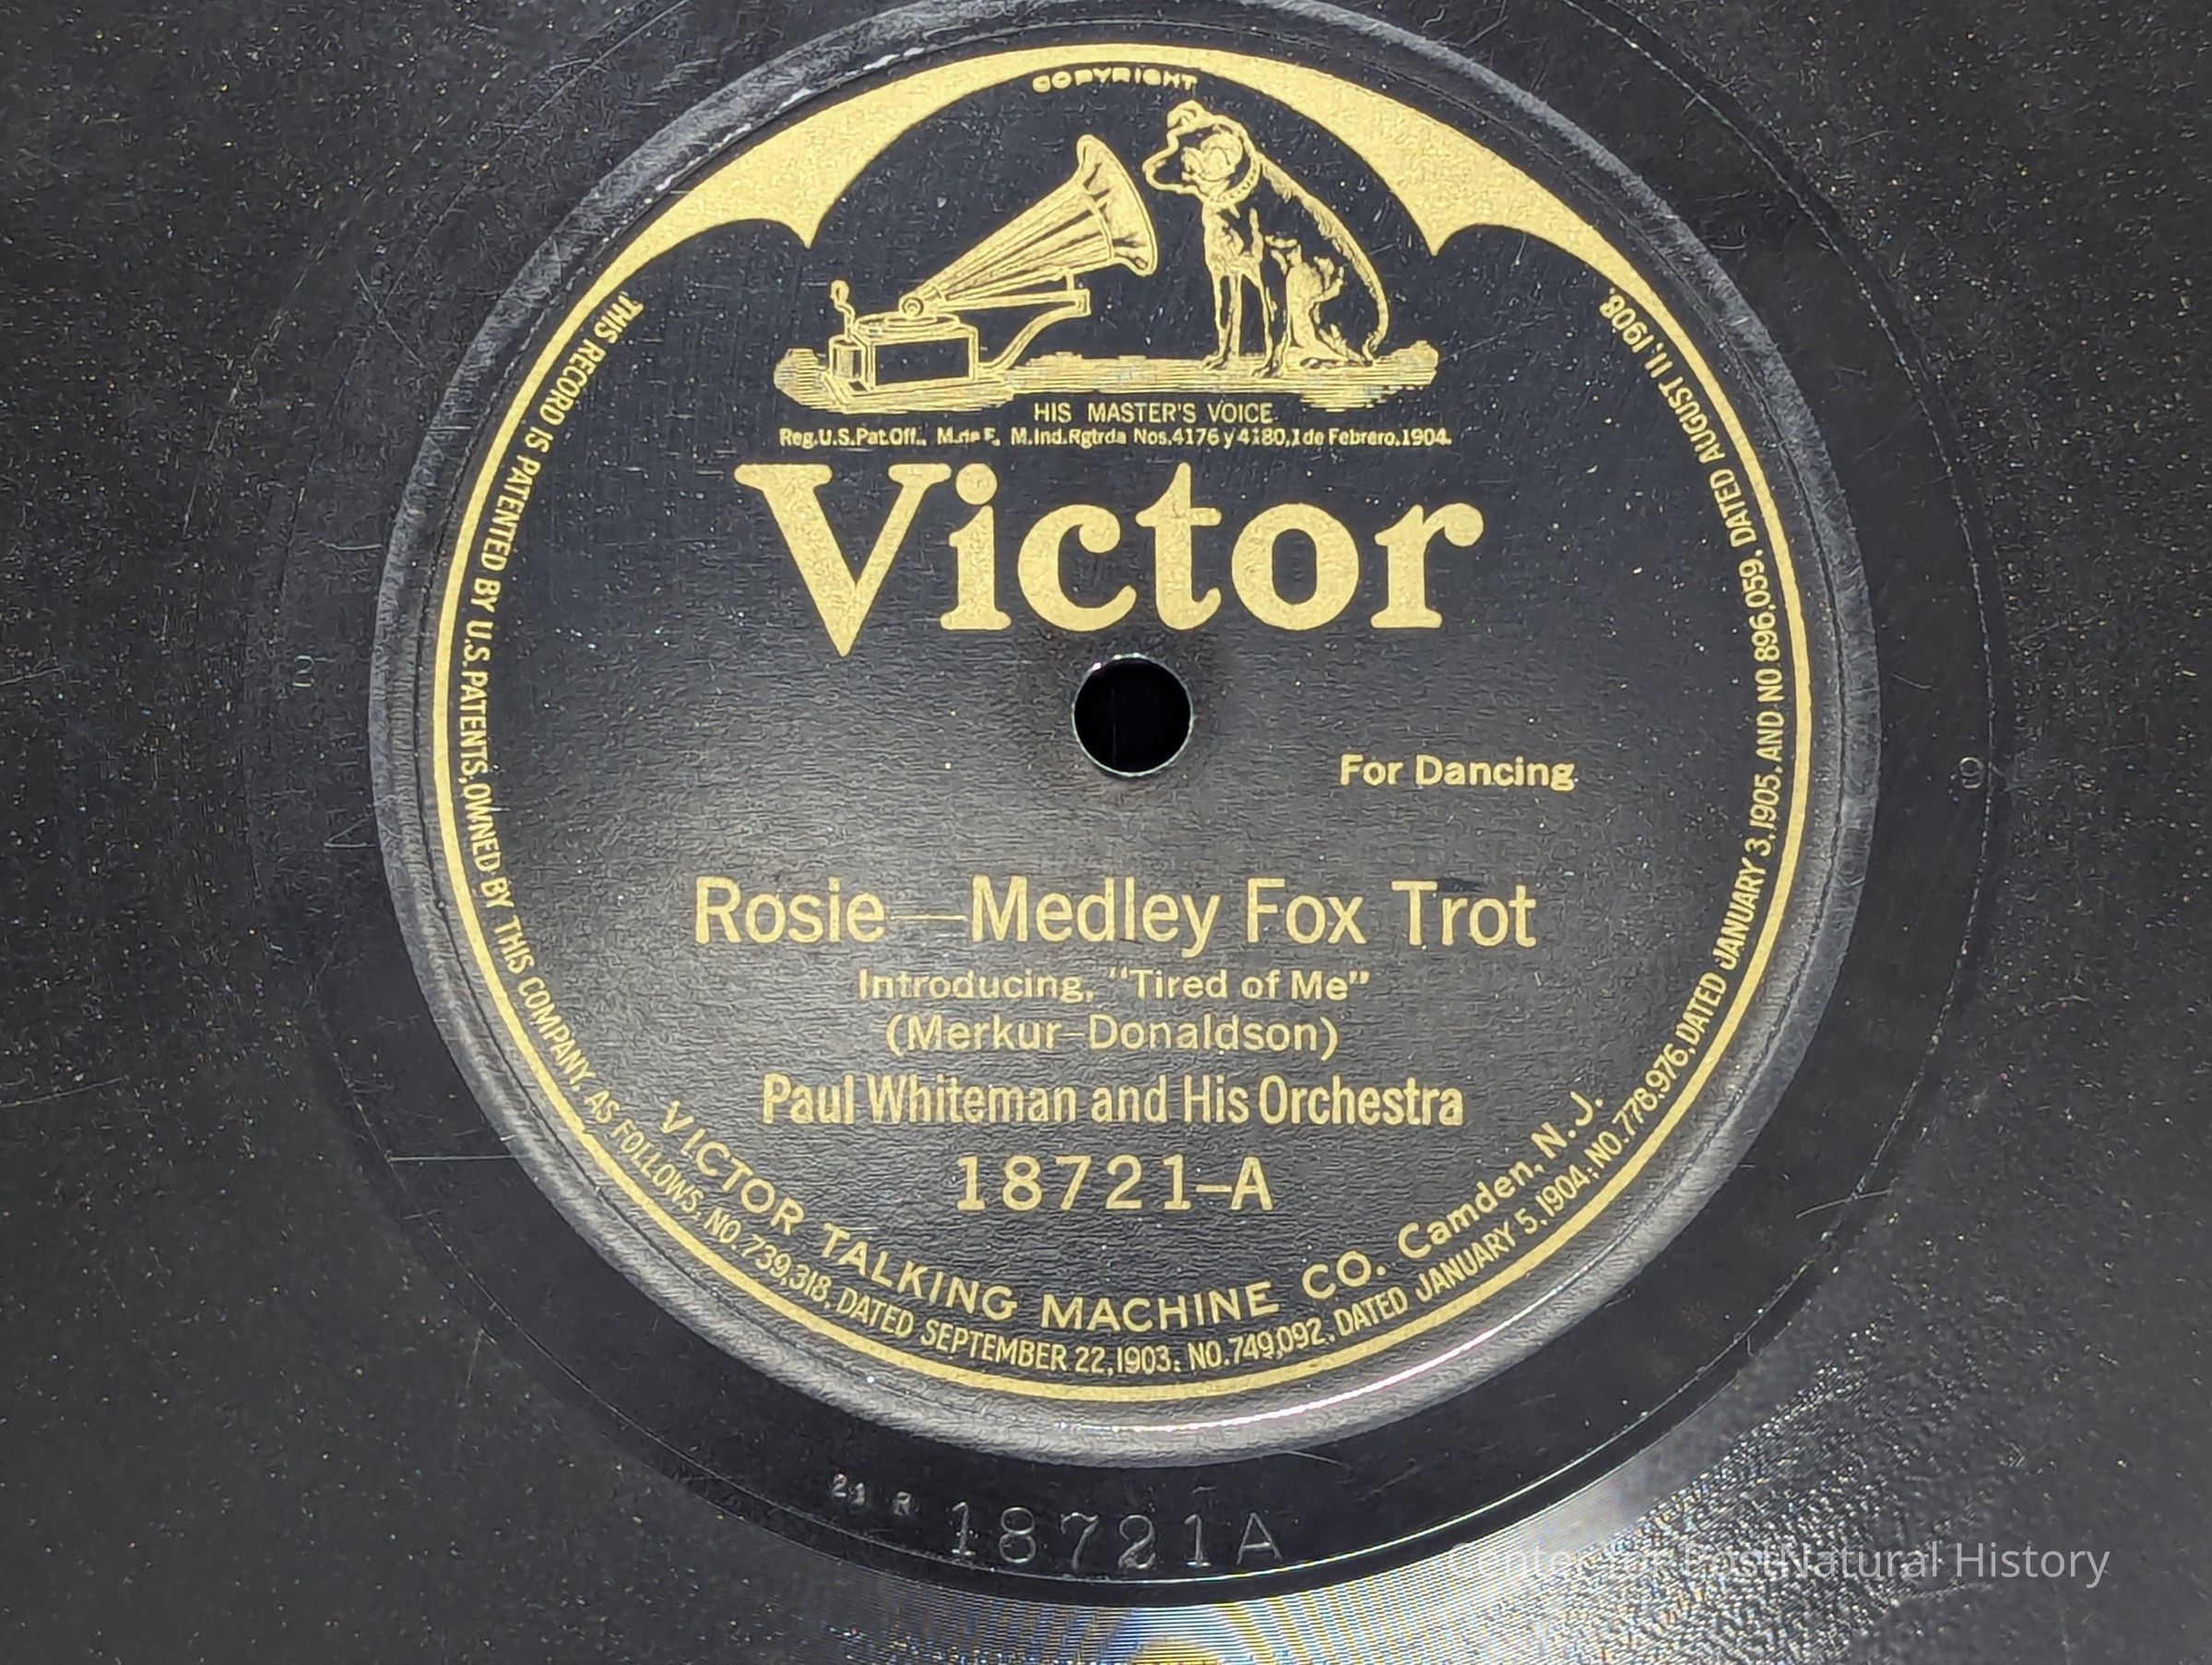 COPYRIGHT
HIS MASTER'S VOICE
Reg.U.S.Pat.Off., M.de F. M.Ind.Rgtrda Nos.4176 y 4180,1 de Febrero.1904.
Victor
For Dancing
Rosie—Medley Fox Trot
Introducing, "Tired of Me"
(Merkur-Donaldson)
Paul Whiteman and His Orchestra
18721-A
VICTOR TALKING MACHINE CO. Camden, N.J.
THIS RECORD IS PATENTED BY U.S. PATENTS, OWNED BY THIS COMPANY, AS FOLLOWS: NO. 739,318, DATED SEPTEMBER 22, 1903; NO. 749,092, DATED JANUARY 5, 1904; NO. 778,976, DATED JANUARY 3, 1905, AND NO 896,059, DATED AUGUST 11, 1908.
B
9
18721A
Center for PostNatural History